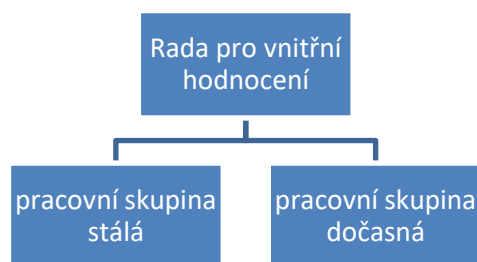 Rada pro vnitřní
hodnocení
pracovní skupina
stálá
pracovní skupina
dočasná